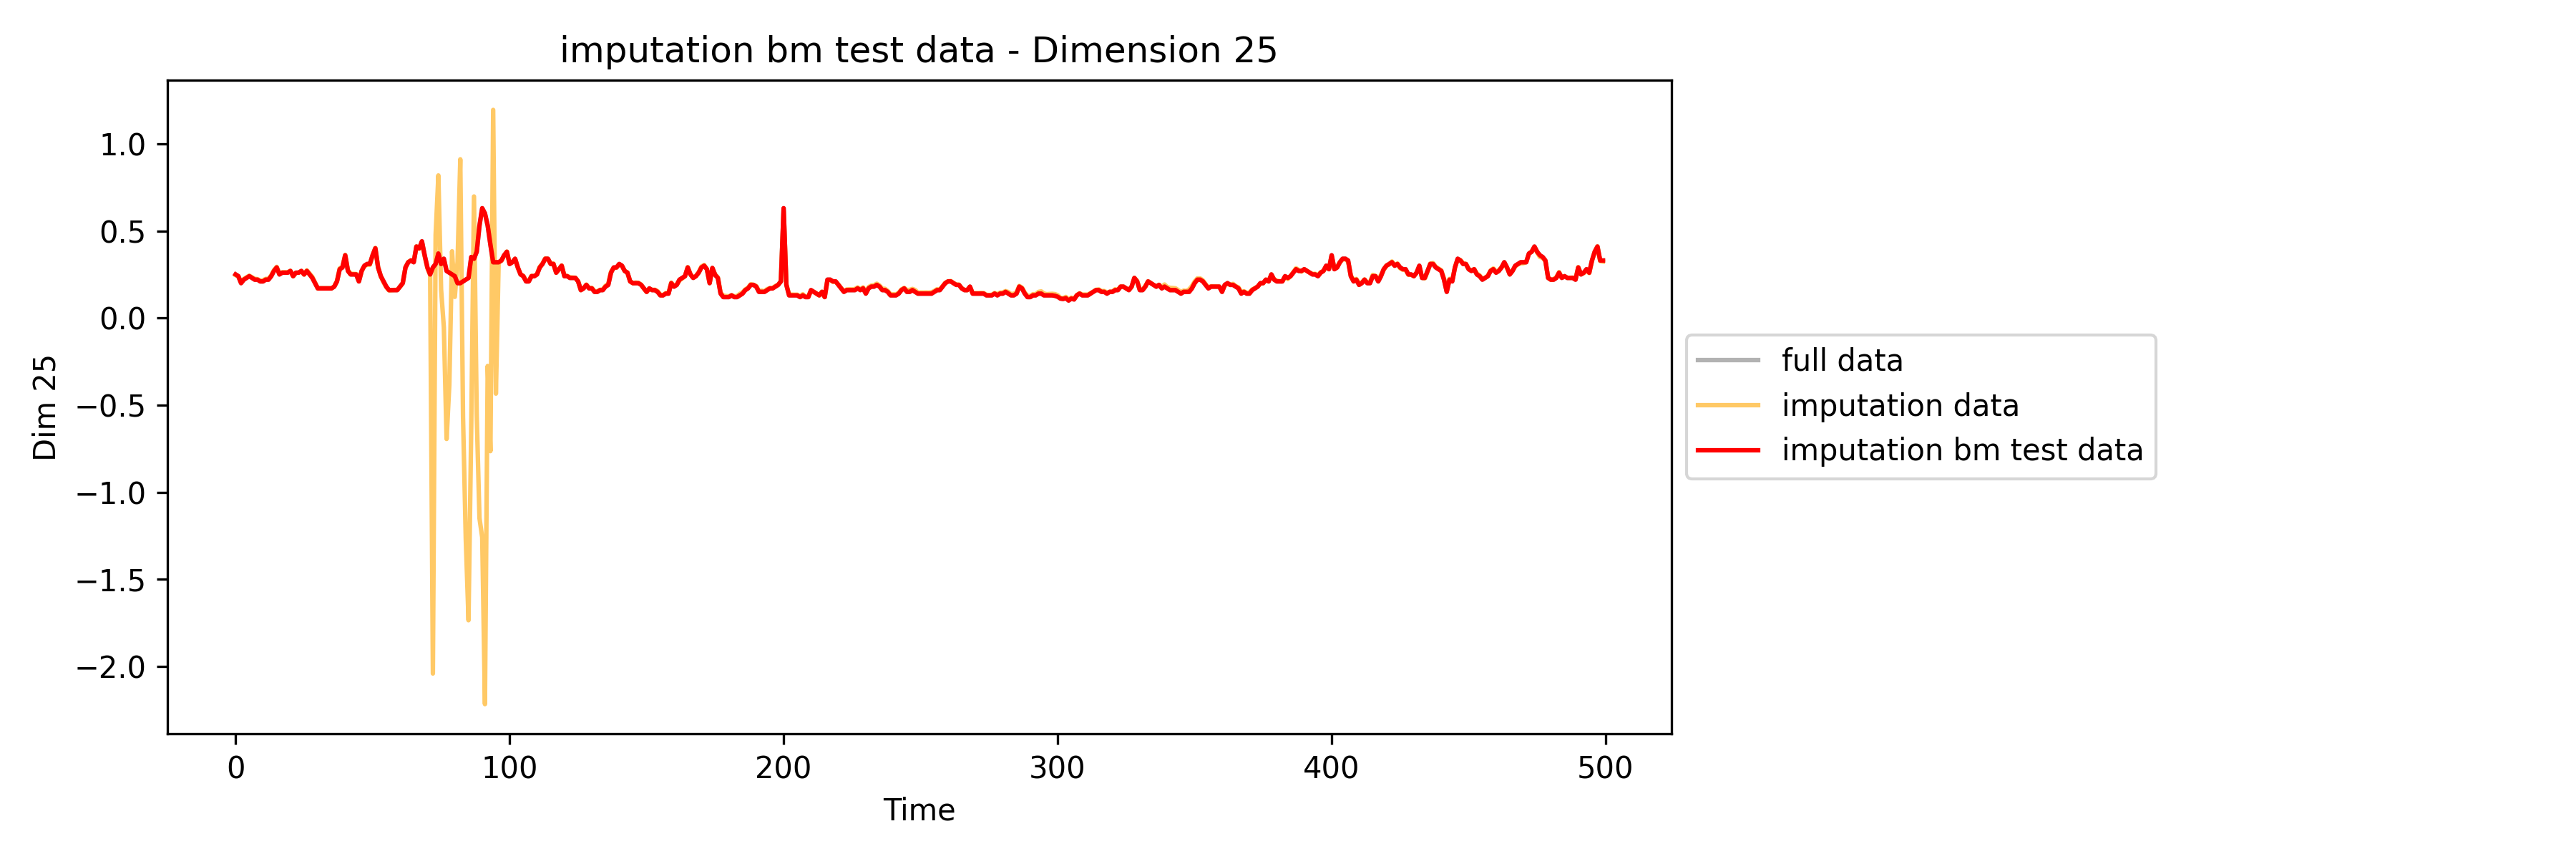 imputation bm test data - Dimension 25
1.0
0.5
0.0
−0.5
−1.0
−1.5
−2.0
Dim 25
0 100 200 300 400 500
Time
full data
imputation data
imputation bm test data